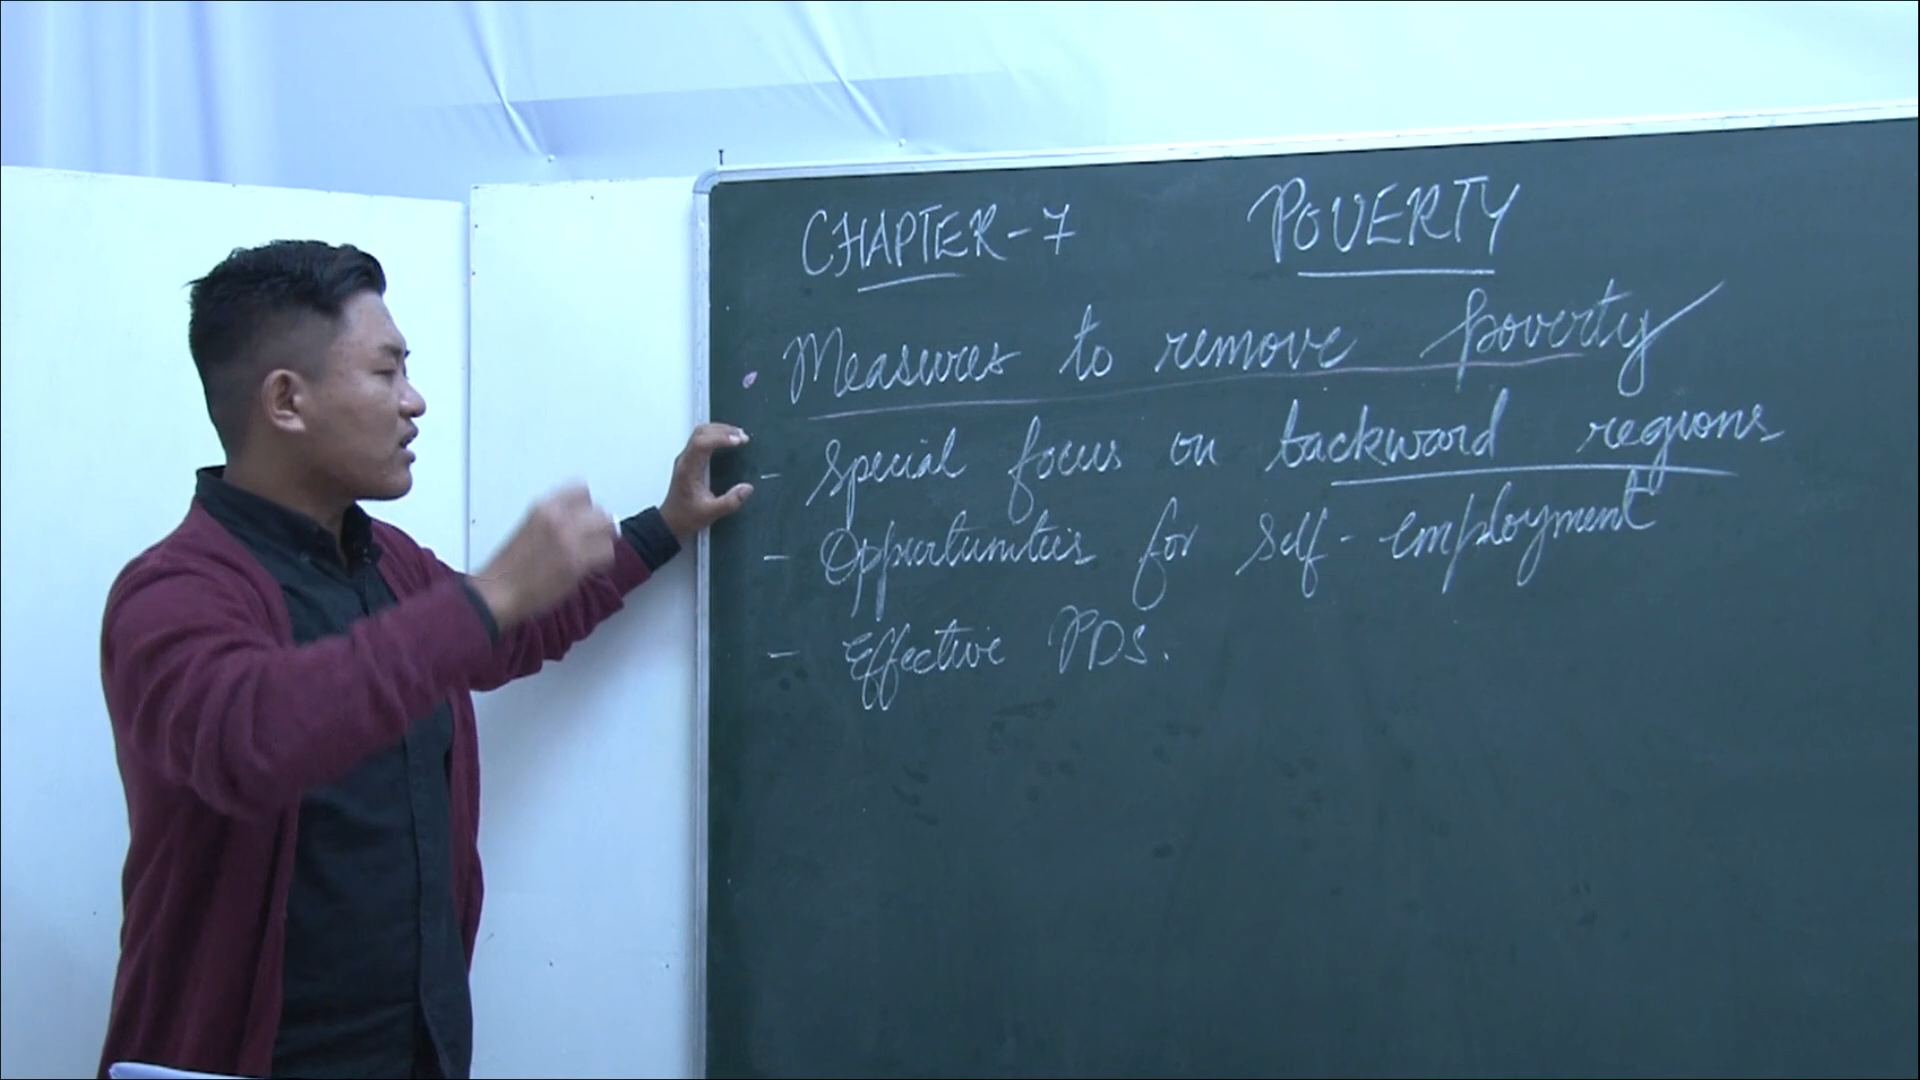 CHAPTER-7 POVERTY
Measures to remove poverty
- Special focus on backward regions
- Opportunities for self-employment
- Effective PDS.